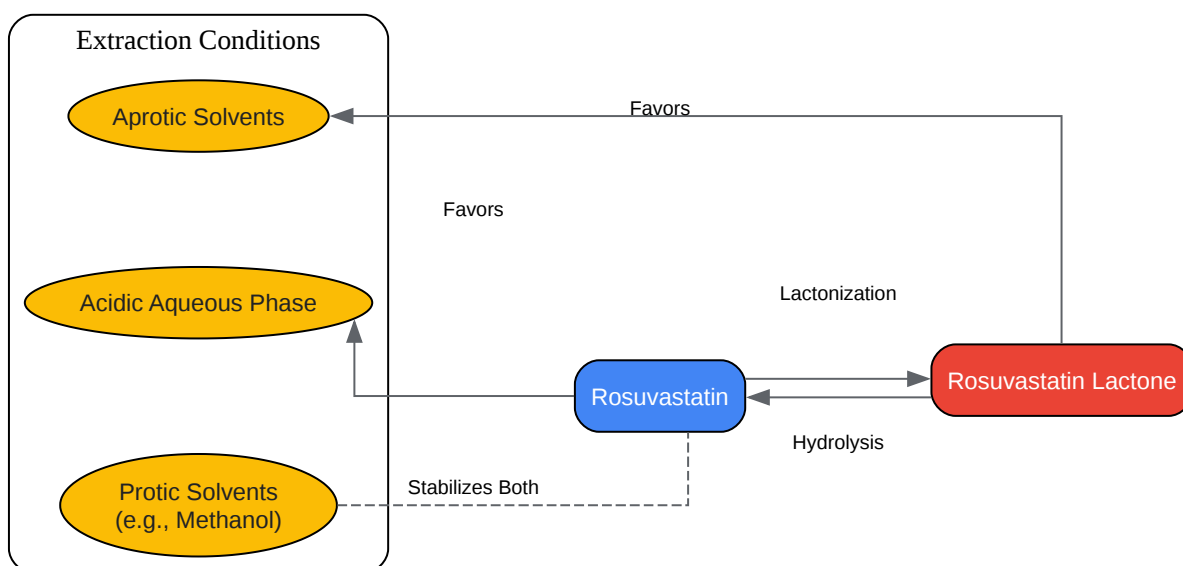 Extraction Conditions
Aprotic Solvents
Favors
Favors
Acidic Aqueous Phase
Lactonization
Rosuvastatin
Rosuvastatin Lactone
Hydrolysis
Protic Solvents
(e.g., Methanol)
Stabilizes Both